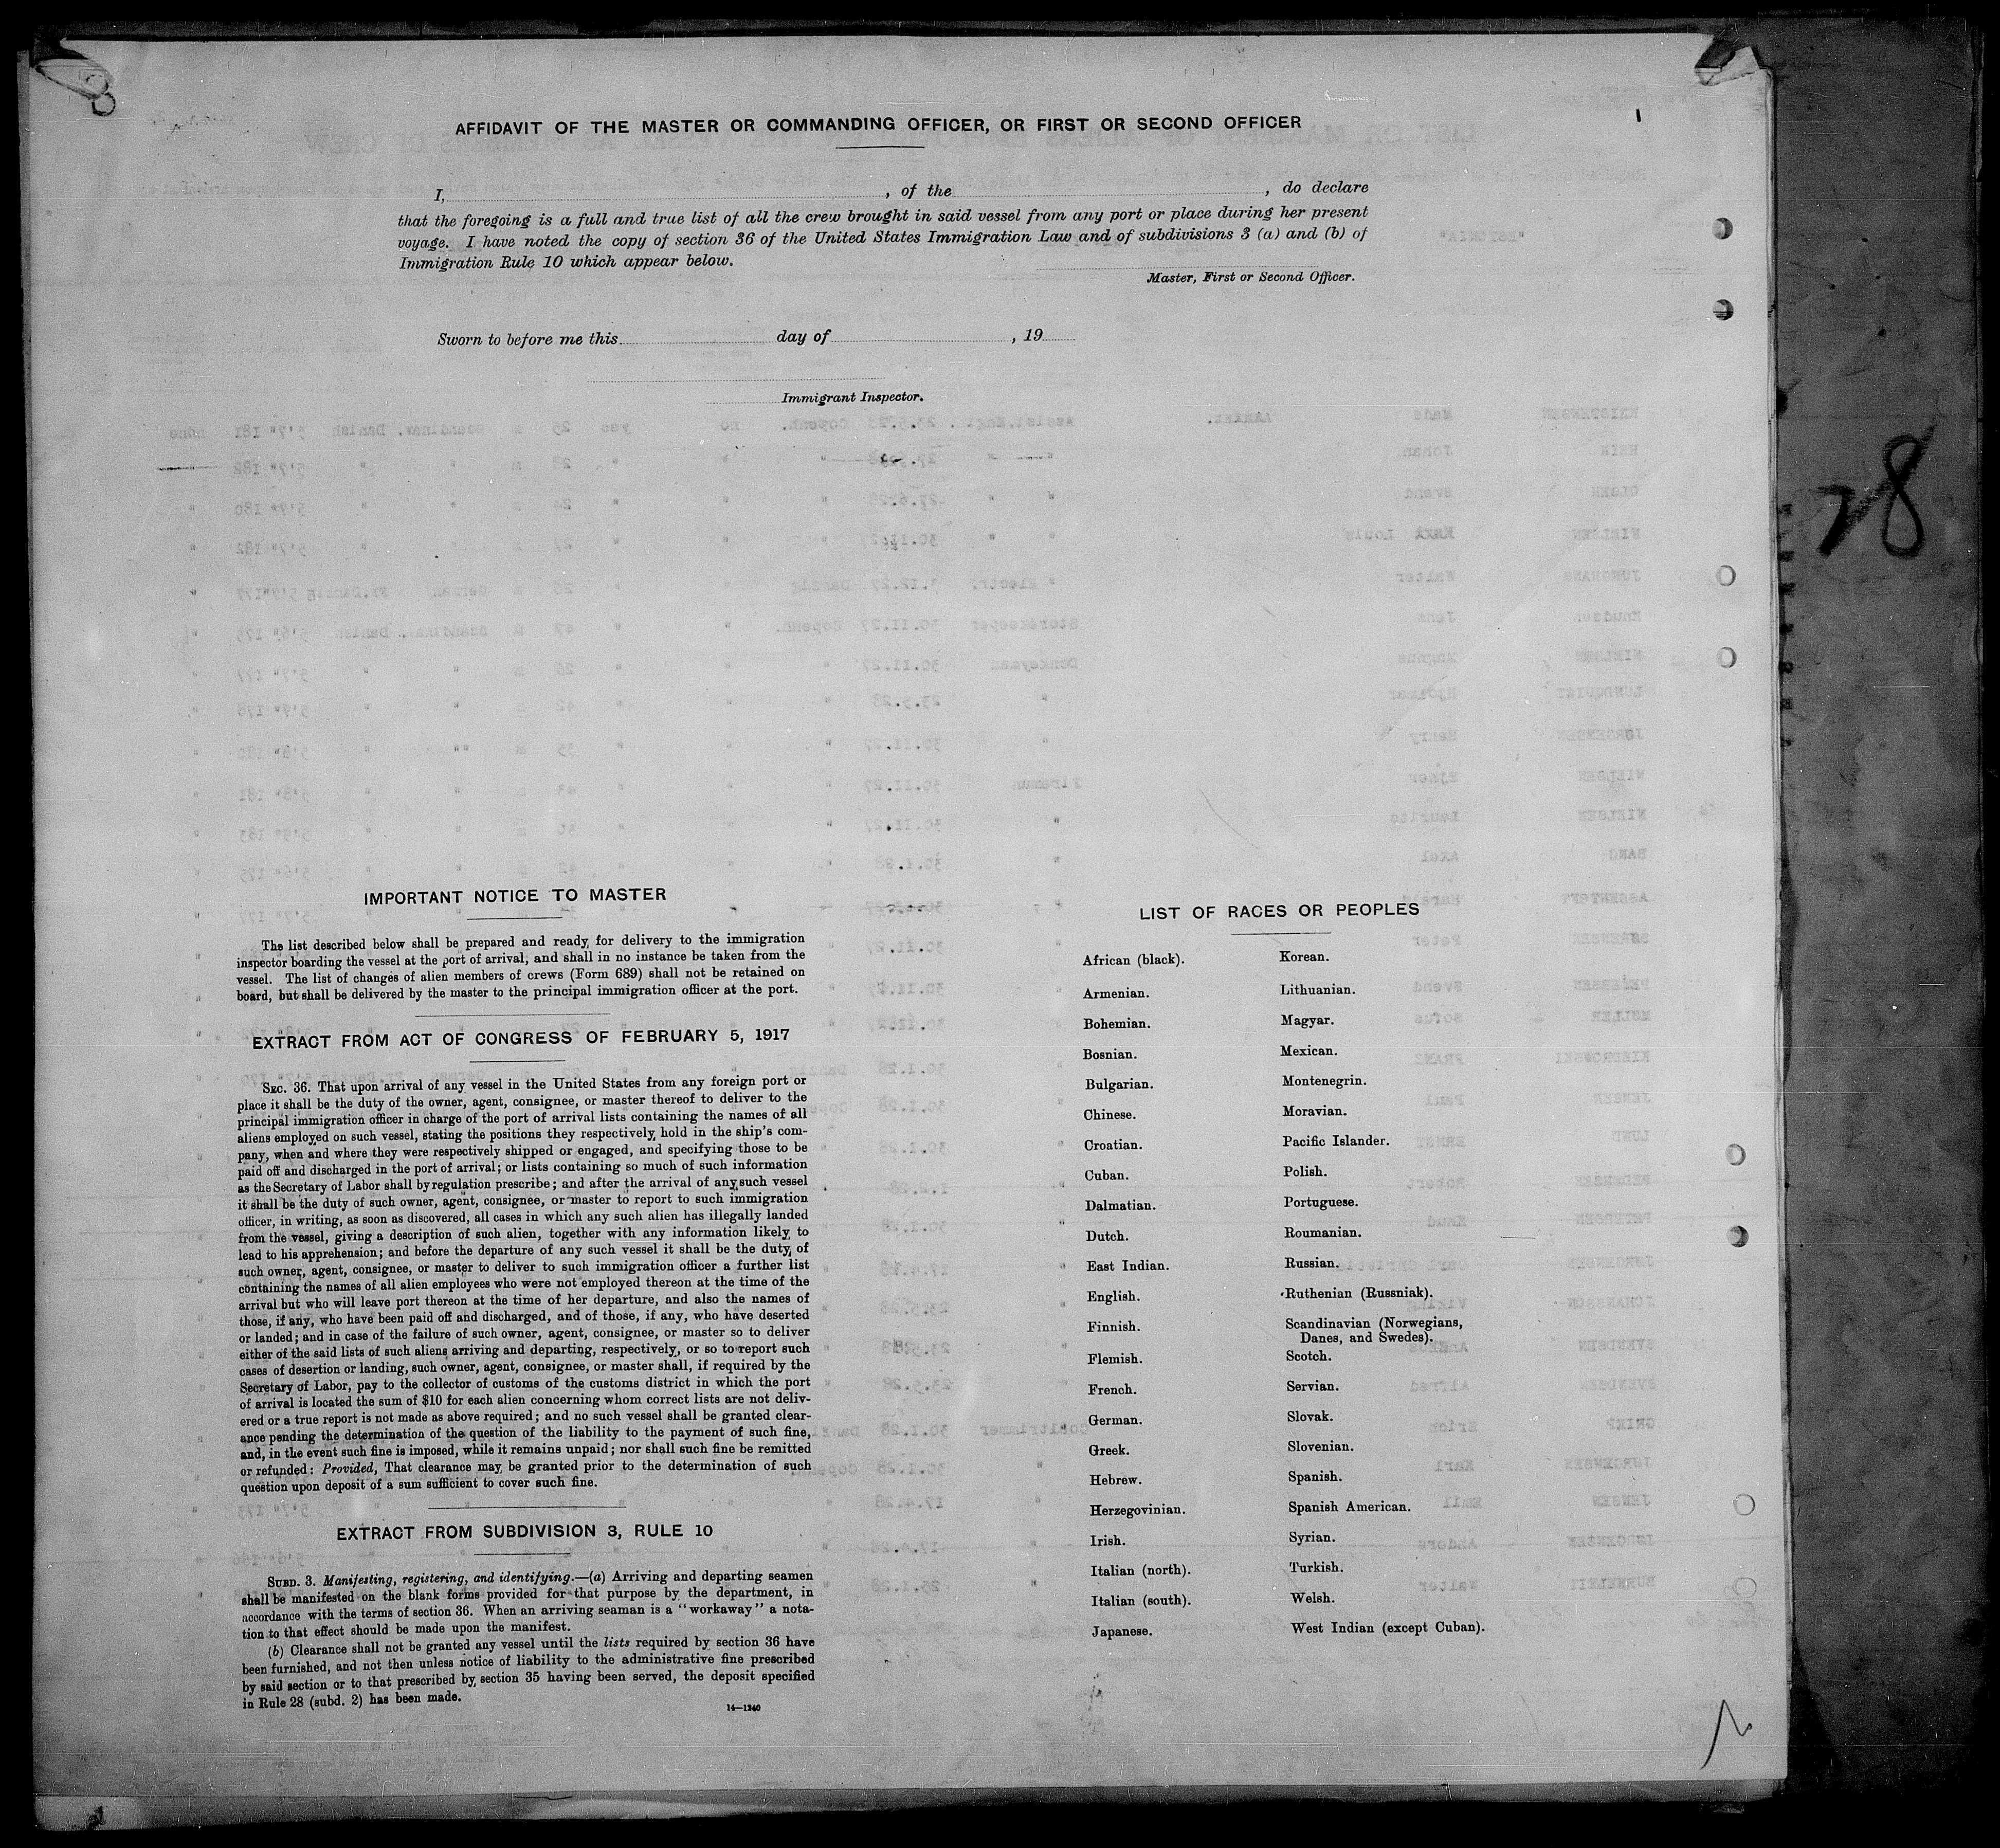 AFFIDAVIT OF THE MASTER OR COMMANDING OFFICER, OR FIRST OR SECOND OFFICER
I, , of the , do declare
that the foregoing is a full and true list of all the crew brought in said vessel from any port or place during her present
voyage. I have noted the copy of section 36 of the United States Immigration Law and of subdivisions 3 (a) and (b) of
Immigration Rule 10 which appear below.
Master, First or Second Officer.
Sworn to before me this day of , 19
Immigrant Inspector.
28
IMPORTANT NOTICE TO MASTER
The list described below shall be prepared and ready for delivery to the immigration
inspector boarding the vessel at the port of arrival, and shall in no instance be taken from the
vessel. The list of changes of alien members of crews (Form 689) shall not be retained on
board, but shall be delivered by the master to the principal immigration officer at the port.
EXTRACT FROM ACT OF CONGRESS OF FEBRUARY 5, 1917
SEC. 36. That upon arrival of any vessel in the United States from any foreign port or
place it shall be the duty of the owner, agent, consignee, or master thereof to deliver to the
principal immigration officer in charge of the port of arrival lists containing the names of all
aliens employed on such vessel, stating the positions they respectively hold in the ship's com-
pany, when and where they were respectively shipped or engaged, and specifying those to be
paid off and discharged in the port of arrival; or lists containing so much of such information
as the Secretary of Labor shall by regulation prescribe; and after the arrival of any such vessel
it shall be the duty of such owner, agent, consignee, or master to report to such immigration
officer, in writing, as soon as discovered, all cases in which any such alien has illegally landed
from the vessel, giving a description of such alien, together with any information likely to
lead to his apprehension; and before the departure of any such vessel it shall be the duty of
such owner, agent, consignee, or master to deliver to such immigration officer a further list
containing the names of all alien employees who were not employed thereon at the time of the
arrival but who will leave port thereon at the time of her departure, and also the names of
those, if any, who have been paid off and discharged, and of those, if any, who have deserted
or landed; and in case of the failure of such owner, agent, consignee, or master so to deliver
either of the said lists of such aliens arriving and departing, respectively, or so to report such
cases of desertion or landing, such owner, agent, consignee, or master shall, if required by the
Secretary of Labor, pay to the collector of customs of the customs district in which the port
of arrival is located the sum of $10 for each alien concerning whom correct lists are not deliv-
ered or a true report is not made as above required; and no such vessel shall be granted clear-
ance pending the determination of the question of the liability to the payment of such fine,
and, in the event such fine is imposed, while it remains unpaid; nor shall such fine be remitted
or refunded: Provided, That clearance may be granted prior to the determination of such
question upon deposit of a sum sufficient to cover such fine.
EXTRACT FROM SUBDIVISION 3, RULE 10
SUBD. 3. Manifesting, registering, and identifying.—(a) Arriving and departing seamen
shall be manifested on the blank forms provided for that purpose by the department, in
accordance with the terms of section 36. When an arriving seaman is a "workaway" a nota-
tion to that effect should be made upon the manifest.
(b) Clearance shall not be granted any vessel until the lists required by section 36 have
been furnished, and not then unless notice of liability to the administrative fine prescribed
by said section or to that prescribed by section 35 having been served, the deposit specified
in Rule 28 (subd. 2) has been made.
14—1240
LIST OF RACES OR PEOPLES
African (black).
Armenian.
Bohemian.
Bosnian.
Bulgarian.
Chinese.
Croatian.
Cuban.
Dalmatian.
Dutch.
East Indian.
English.
Finnish.
Flemish.
French.
German.
Greek.
Hebrew.
Herzegovinian.
Irish.
Italian (north).
Italian (south).
Japanese.
Korean.
Lithuanian.
Magyar.
Mexican.
Montenegrin.
Moravian.
Pacific Islander.
Polish.
Portuguese.
Roumanian.
Russian.
Ruthenian (Russniak).
Scandinavian (Norwegians,
Danes, and Swedes).
Scotch.
Servian.
Slovak.
Slovenian.
Spanish.
Spanish American.
Syrian.
Turkish.
Welsh.
West Indian (except Cuban).